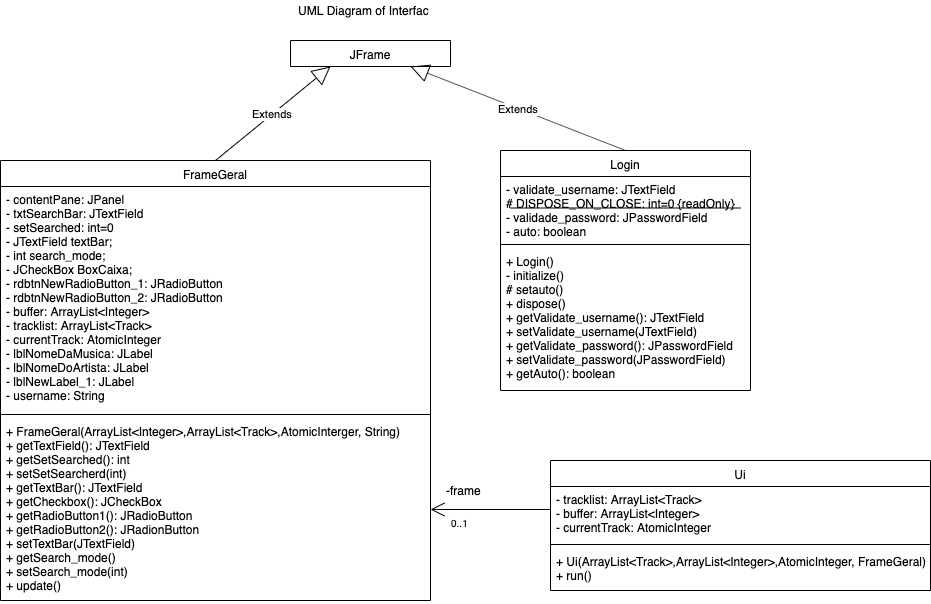 UML Diagram of Interfac
JFrame
Extends
Extends
FrameGeral
- contentPane: JPanel
- txtSearchBar: JTextField
- setSearched: int=0
- JTextField textBar;
- int search_mode;
- JCheckBox BoxCaixa;
- rdbtnNewRadioButton_1: JRadioButton
- rdbtnNewRadioButton_2: JRadioButton
- buffer: ArrayList<Integer>
- tracklist: ArrayList<Track>
- currentTrack: AtomicInteger
- lblNomeDaMusica: JLabel
- lblNomeDoArtista: JLabel
- lblNewLabel_1: JLabel
- username: String
+ FrameGeral(ArrayList<Integer>,ArrayList<Track>,AtomicInterger, String)
+ getTextField(): JTextField
+ getSetSearched(): int
+ setSetSearcherd(int)
+ getTextBar(): JTextField
+ getCheckbox(): JCheckBox
+ getRadioButton1(): JRadioButton
+ getRadioButton2(): JRadionButton
+ setTextBar(JTextField)
+ getSearch_mode()
+ setSearch_mode(int)
+ update()
Login
- validate_username: JTextField
# DISPOSE_ON_CLOSE: int=0 {readOnly}
- validade_password: JPasswordField
- auto: boolean
+ Login()
- initialize()
# setauto()
+ dispose()
+ getValidate_username(): JTextField
+ setValidate_username(JTextField)
+ getValidate_password(): JPasswordField
+ setValidate_password(JPasswordField)
+ getAuto(): boolean
-frame
0..1
Ui
- tracklist: ArrayList<Track>
- buffer: ArrayList<Integer>
- currentTrack: AtomicInteger
+ Ui(ArrayList<Track>,ArrayList<Integer>,AtomicInteger, FrameGeral)
+ run()